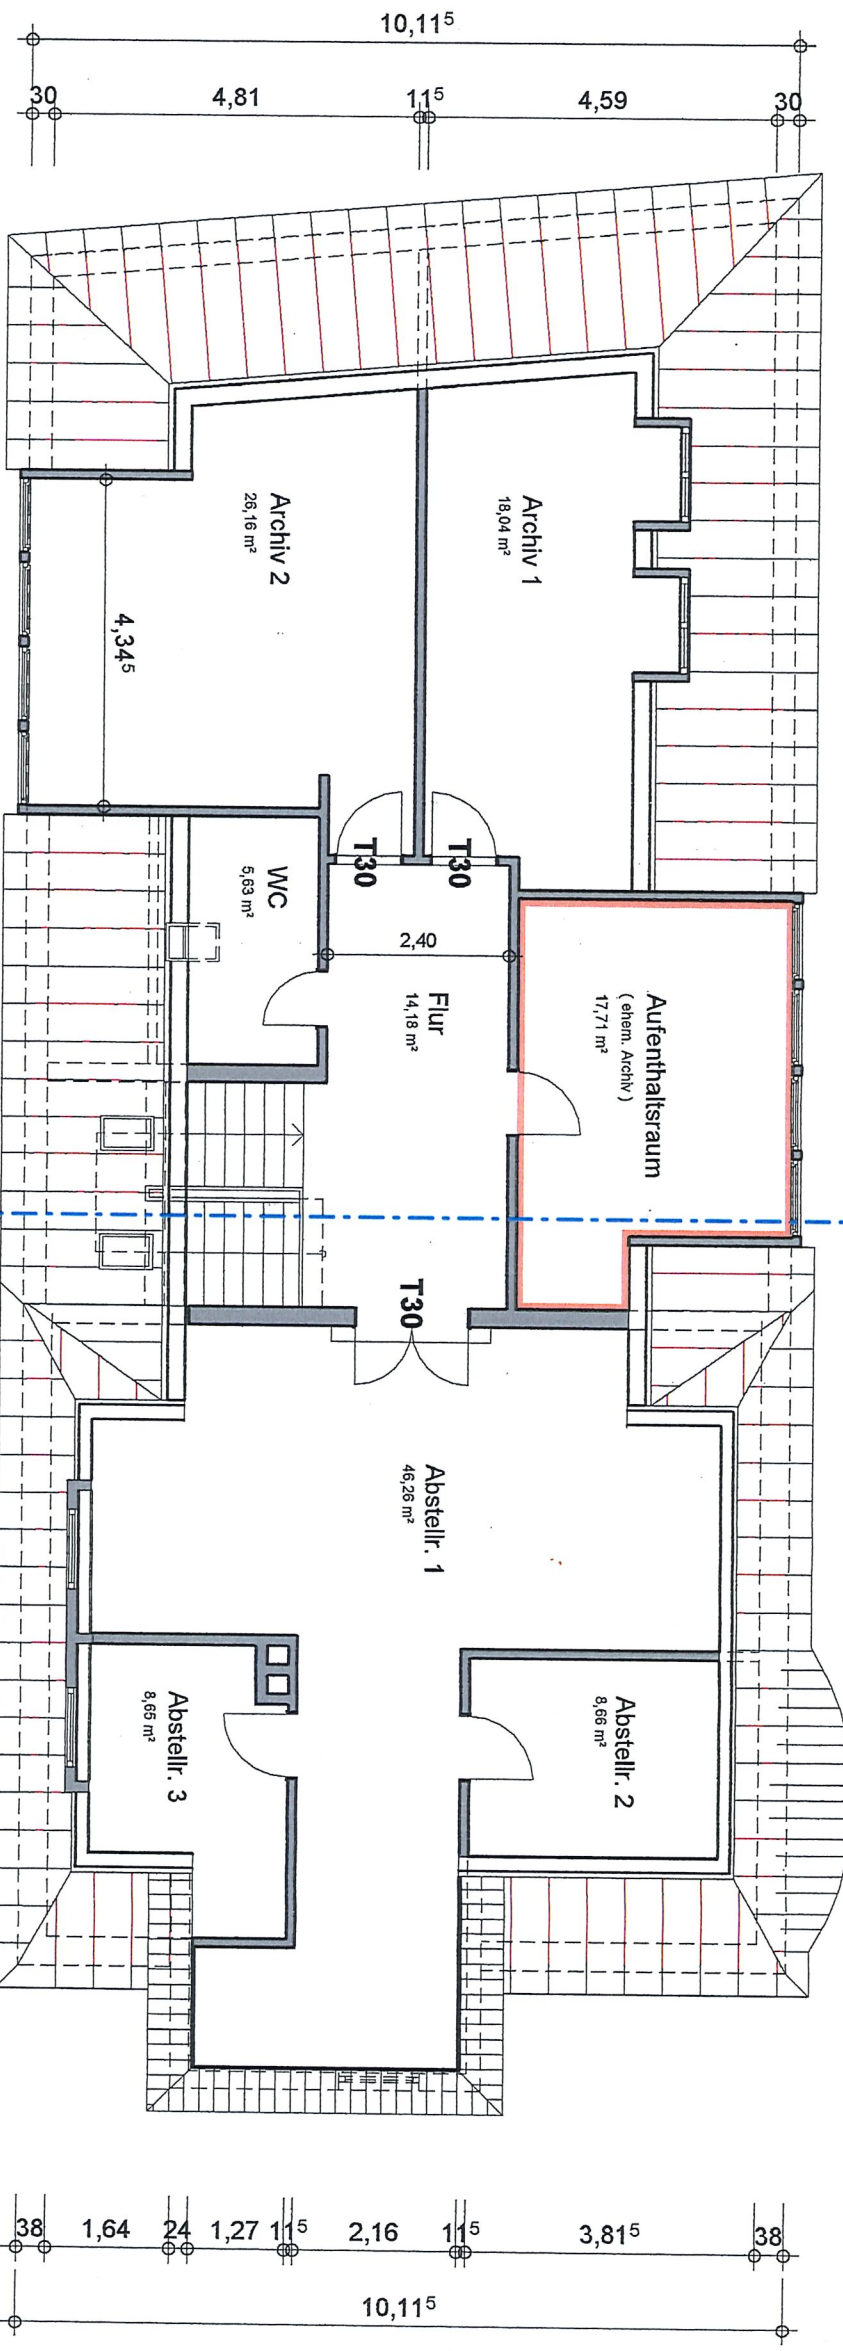 10,11⁵
30 4,81 11⁵ 4,59 30
Archiv 1
18,04 m²
Archiv 2
26,16 m²
4,34⁵
T30
T30
WC
5,63 m²
2,40
Flur
14,18 m²
Aufenthaltsraum
( ehem. Archiv )
17,71 m²
T30
Abstellr. 1
46,26 m²
Abstellr. 2
8,66 m²
Abstellr. 3
8,65 m²
38 1,64 24 1,27 11⁵ 2,16 11⁵ 3,81⁵ 38
10,11⁵